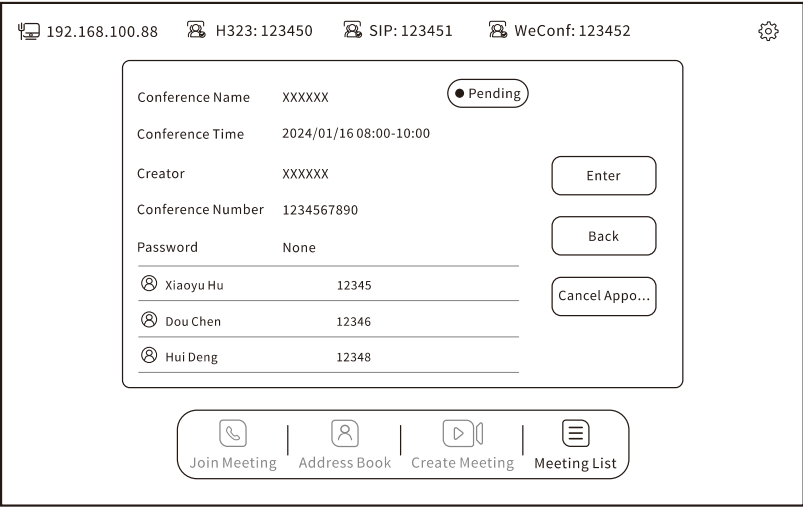 192.168.100.88 H323: 123450 SIP: 123451 WeConf: 123452
Conference Name XXXXXX Pending
Conference Time 2024/01/16 08:00-10:00
Creator XXXXXX Enter
Conference Number 1234567890
Back
Password None
Xiaoyu Hu 12345
Cancel Appo...
Dou Chen 12346
Hui Deng 12348
Join Meeting Address Book Create Meeting Meeting List